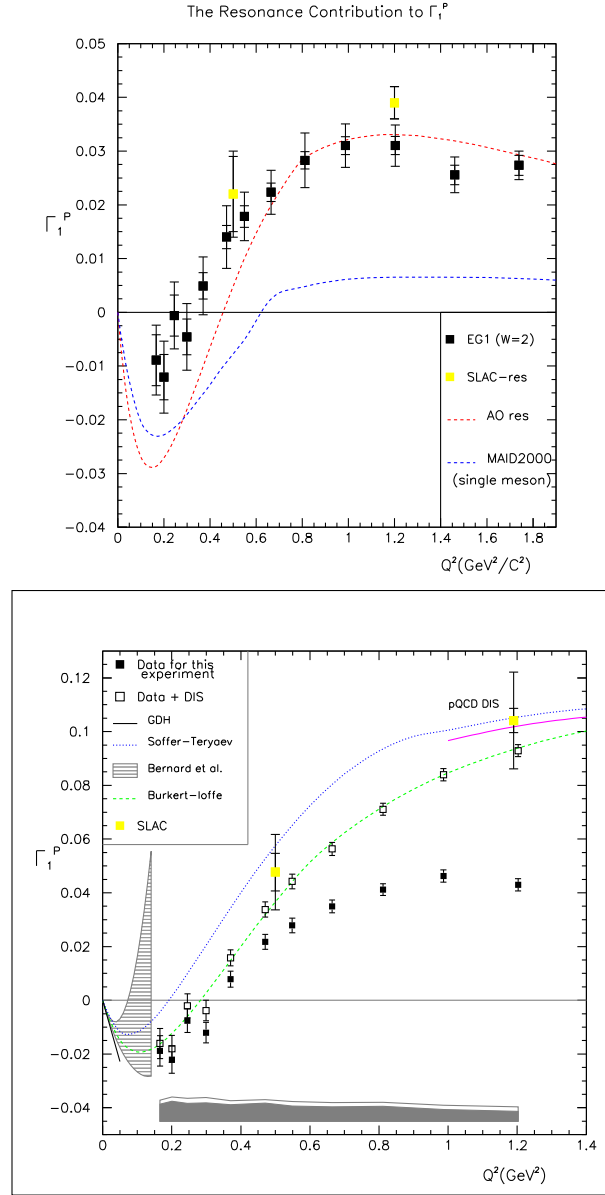 The Resonance Contribution to Γ₁ᴾ
0.05
0.04
0.03
0.02
Γ₁ᴾ
0.01
0
−0.01
−0.02
−0.03
−0.04
EG1 (W=2)
SLAC−res
AO res
MAID2000
(single meson)
0 0.2 0.4 0.6 0.8 1 1.2 1.4 1.6 1.8
Q²(GeV²/C²)
Data for this
experiment
Data + DIS
GDH
Soffer−Teryaev
Bernard et al.
Burkert−Ioffe
SLAC
pQCD DIS
0.12
0.1
0.08
0.06
Γ₁ᴾ
0.04
0.02
0
−0.02
−0.04
0 0.2 0.4 0.6 0.8 1 1.2 1.4
Q²(GeV²)